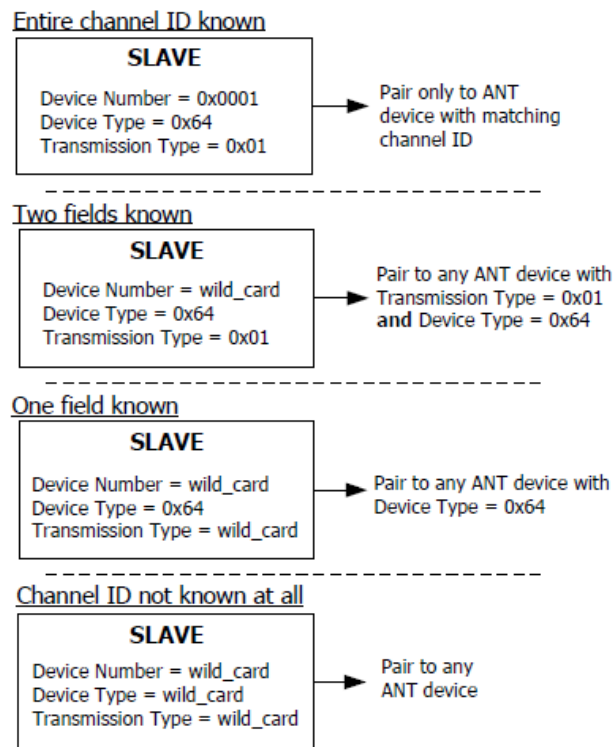 Entire channel ID known
SLAVE
Device Number = 0x0001
Device Type = 0x64
Transmission Type = 0x01
Pair only to ANT
device with matching
channel ID
Two fields known
SLAVE
Device Number = wild_card
Device Type = 0x64
Transmission Type = 0x01
Pair to any ANT device with
Transmission Type = 0x01
and Device Type = 0x64
One field known
SLAVE
Device Number = wild_card
Device Type = 0x64
Transmission Type = wild_card
Pair to any ANT device with
Device Type = 0x64
Channel ID not known at all
SLAVE
Device Number = wild_card
Device Type = wild_card
Transmission Type = wild_card
Pair to any
ANT device